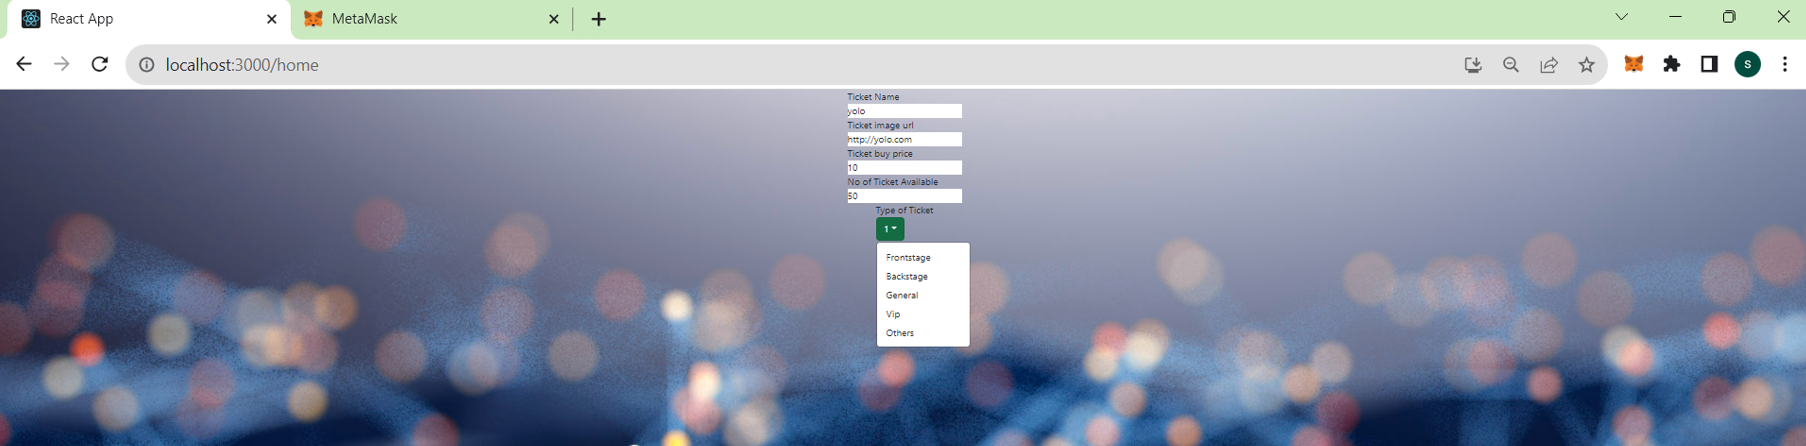 React App
MetaMask
localhost:3000/home
S
Ticket Name
yolo
Ticket image url
http://yolo.com
Ticket buy price
10
No of Ticket Available
50
Type of Ticket
1
Frontstage
Backstage
General
Vip
Others